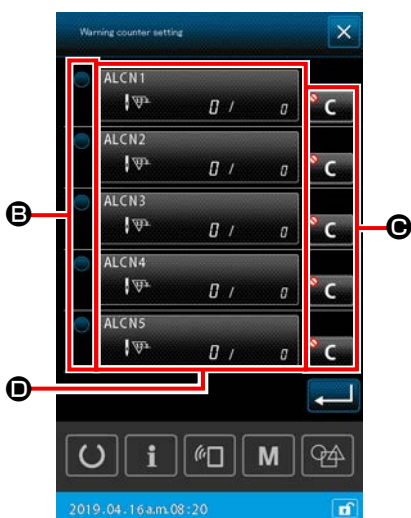 Warning counter setting
ALCN1
0 / 0
C
ALCN2
0 / 0
C
B
ALCN3
0 / 0
C
C
ALCN4
0 / 0
C
ALCN5
0 / 0
C
D
i
M
2019.04.16a.m.08:20